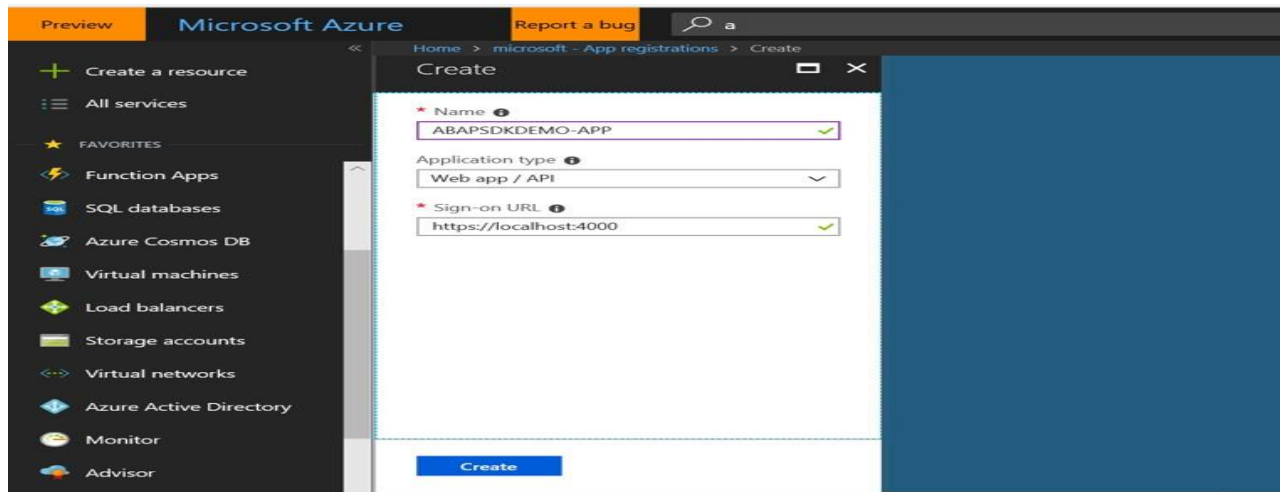 Preview Microsoft Azure Report a bug a
Home > microsoft - App registrations > Create
Create a resource
All services
FAVORITES
Function Apps
SQL databases
Azure Cosmos DB
Virtual machines
Load balancers
Storage accounts
Virtual networks
Azure Active Directory
Monitor
Advisor
Create
* Name
ABAPSDKDEMO-APP
Application type
Web app / API
* Sign-on URL
https://localhost:4000
Create